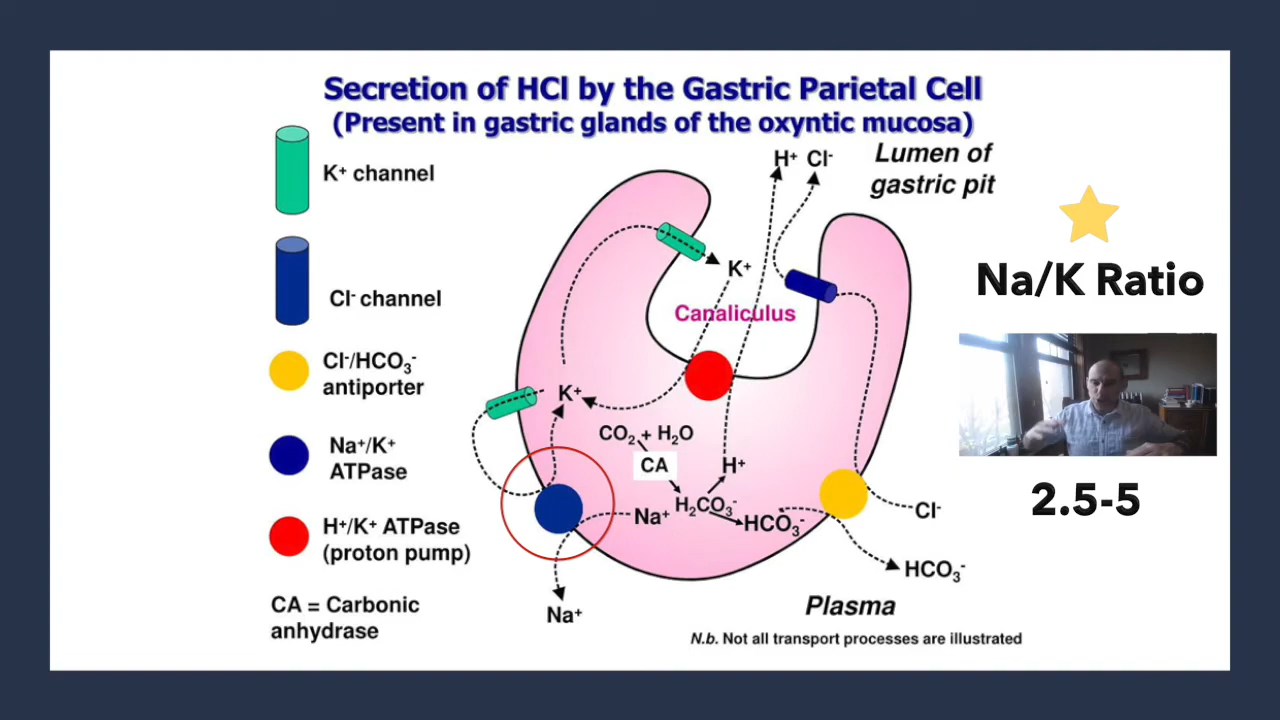 Secretion of HCl by the Gastric Parietal Cell
(Present in gastric glands of the oxyntic mucosa)
K⁺ channel
Cl⁻ channel
Cl⁻/HCO₃⁻
antiporter
Na⁺/K⁺
ATPase
H⁺/K⁺ ATPase
(proton pump)
CA = Carbonic
anhydrase
H⁺ Cl⁻
Lumen of
gastric pit
K⁺
Canaliculus
K⁺
CO₂ + H₂O
CA
H⁺
H₂CO₃⁻
Na⁺
HCO₃⁻
Cl⁻
HCO₃⁻
Na⁺
Plasma
N.b. Not all transport processes are illustrated
Na/K Ratio
2.5-5